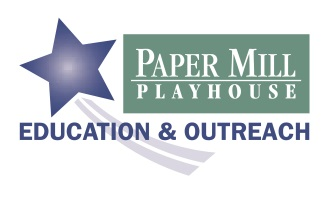 PAPER MILL
PLAYHOUSE
EDUCATION & OUTREACH